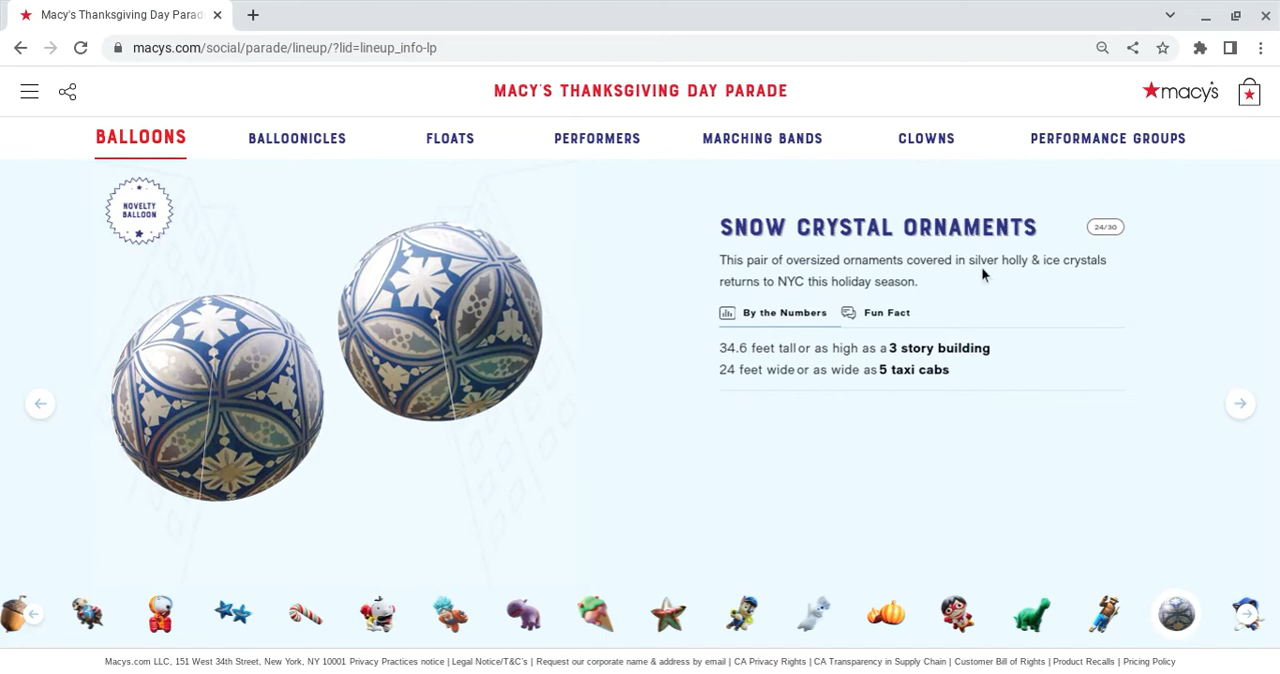 Macy's Thanksgiving Day Parad
macys.com/social/parade/lineup/?lid=lineup_info-lp
MACY'S THANKSGIVING DAY PARADE
macy's
BALLOONS
BALLOONICLES
FLOATS
PERFORMERS
MARCHING BANDS
CLOWNS
PERFORMANCE GROUPS
NOVELTY
BALLOON
SNOW CRYSTAL ORNAMENTS
24/30
This pair of oversized ornaments covered in silver holly & ice crystals
returns to NYC this holiday season.
By the Numbers
Fun Fact
34.6 feet tall or as high as a 3 story building
24 feet wide or as wide as 5 taxi cabs
Macys.com LLC, 151 West 34th Street, New York, NY 10001 Privacy Practices notice | Legal Notice/T&C's | Request our corporate name & address by email | CA Privacy Rights | CA Transparency in Supply Chain | Customer Bill of Rights | Product Recalls | Pricing Policy